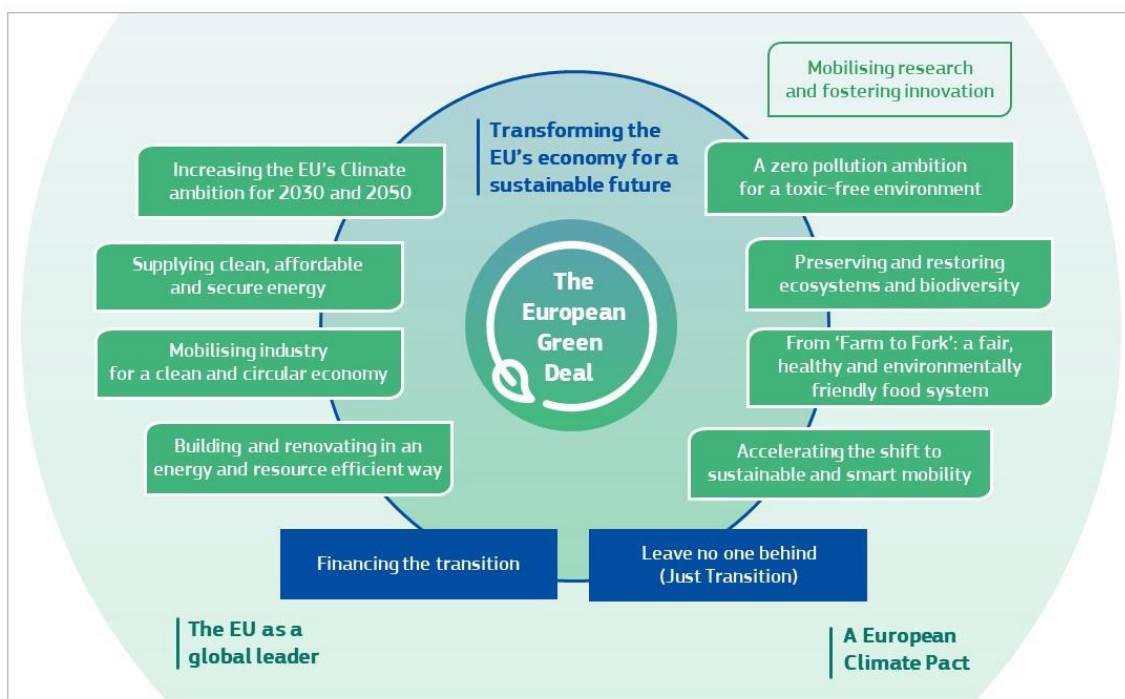 Mobilising research
and fostering innovation
Transforming the
EU's economy for a
sustainable future
Increasing the EU's Climate
ambition for 2030 and 2050
A zero pollution ambition
for a toxic-free environment
Supplying clean, affordable
and secure energy
Preserving and restoring
ecosystems and biodiversity
The
European
Green
Deal
Mobilising industry
for a clean and circular economy
From ‘Farm to Fork’: a fair,
healthy and environmentally
friendly food system
Building and renovating in an
energy and resource efficient way
Accelerating the shift to
sustainable and smart mobility
Financing the transition
Leave no one behind
(Just Transition)
The EU as a
global leader
A European
Climate Pact